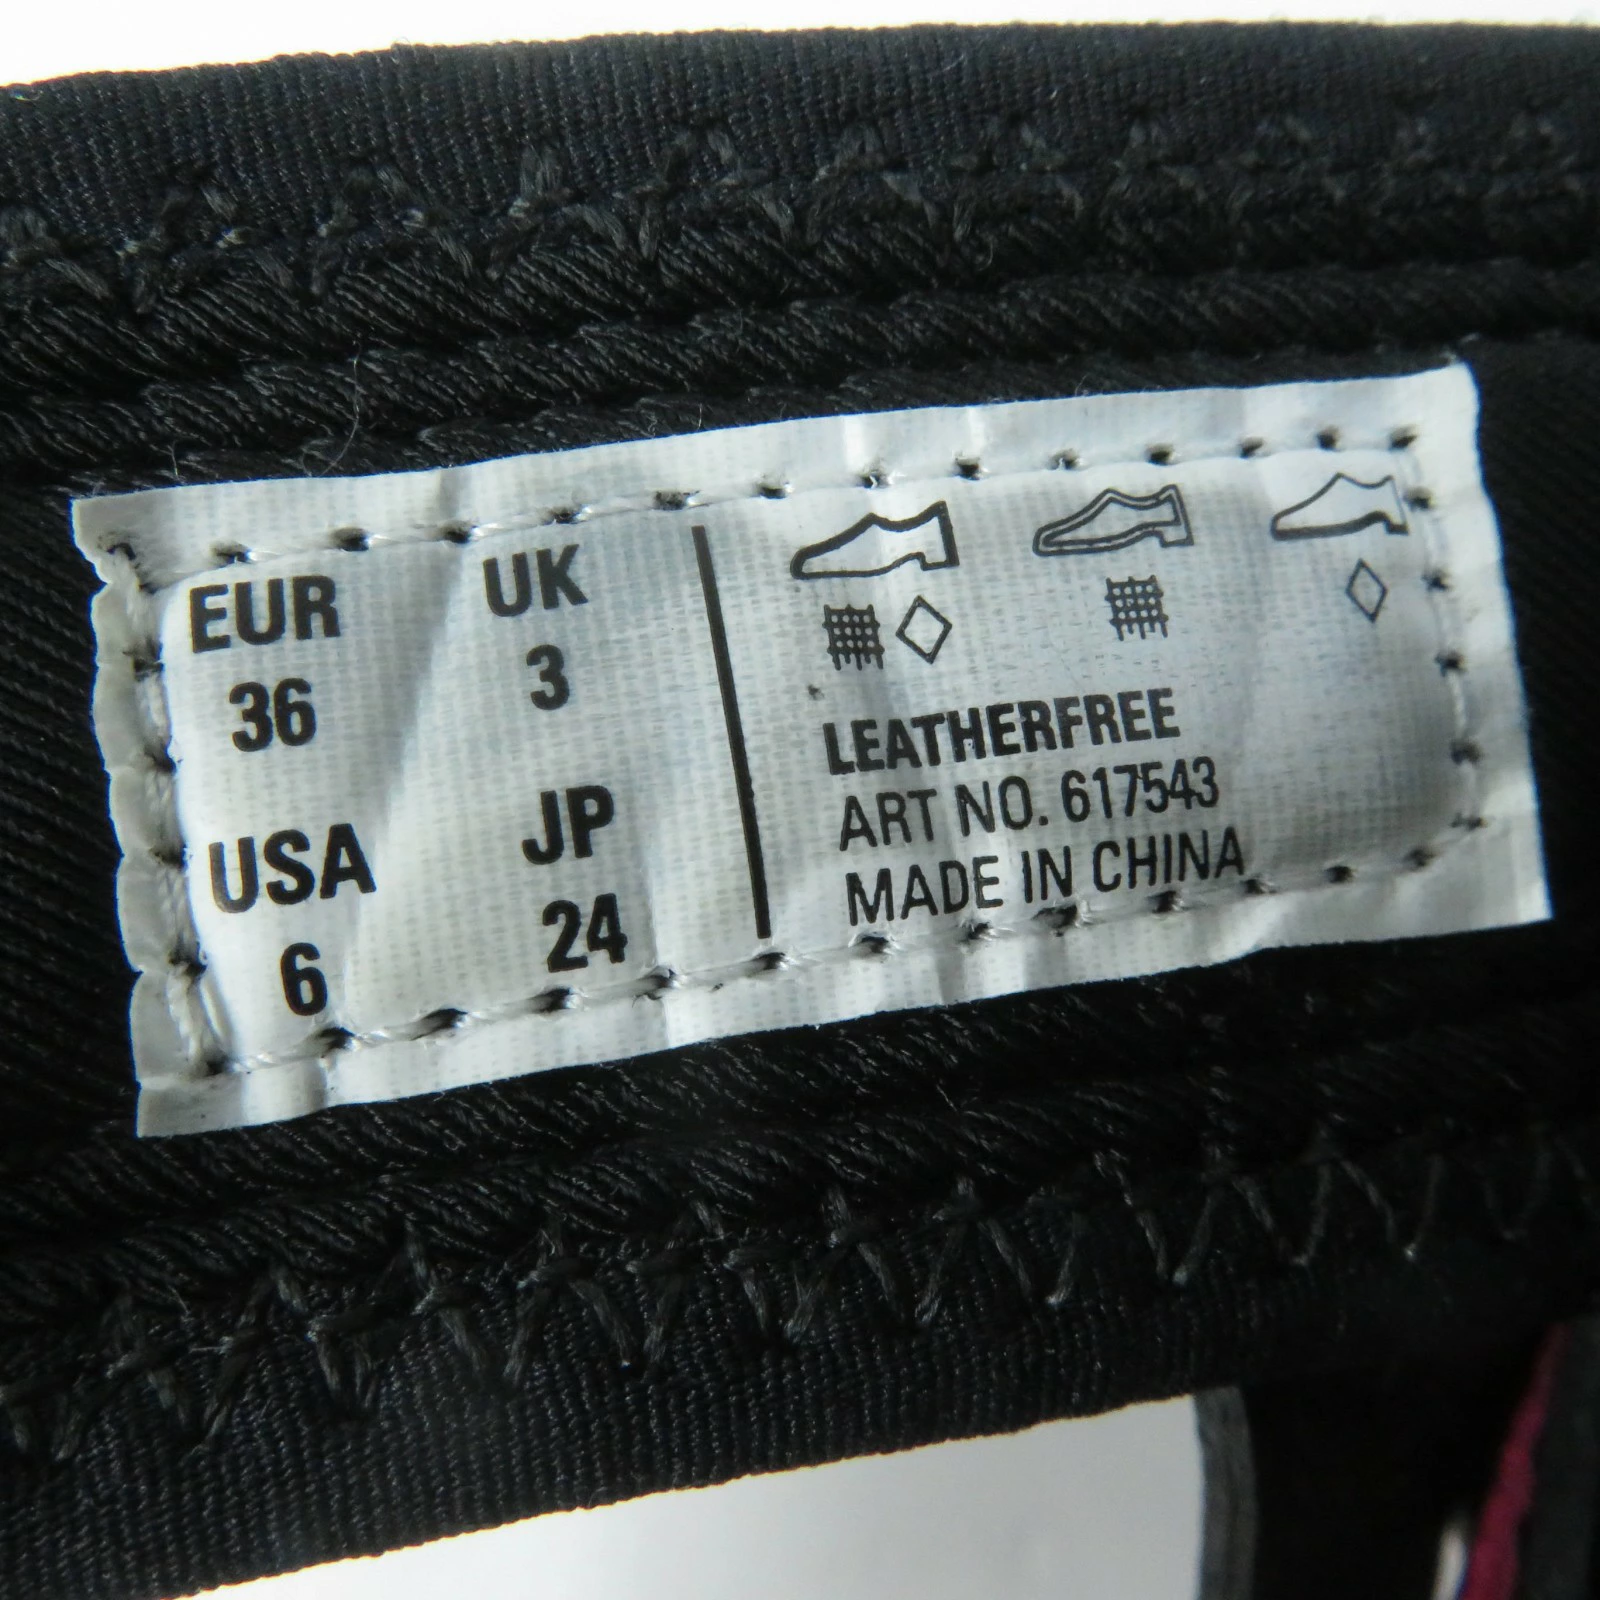 EUR UK
36 3
USA JP
6 24
LEATHERFREE
ART NO. 617543
MADE IN CHINA